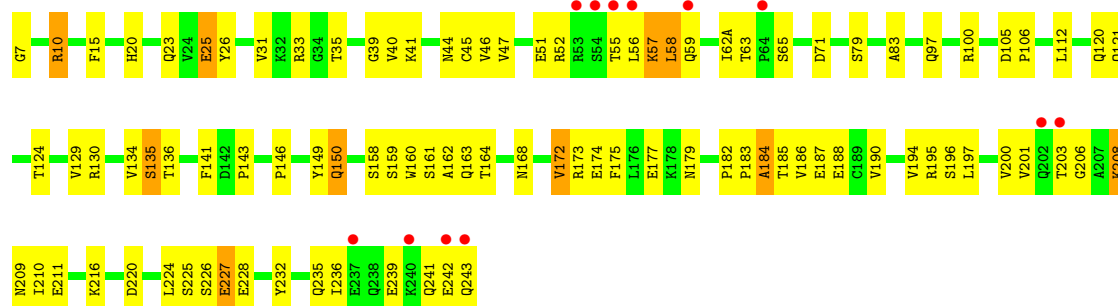 G7 R10 F15 H20 Q23 V24 E25 Y26 V31 K32 R33 G34 T35 G39 V40 K41 N44 C45 V46 V47 E51 R52 R53 S54 T55 L56 K57 L58 Q59 I62A T63 P64 S65 D71 S79 A83 Q97 R100 D105 P106 L112 Q120 Q121
T124 V129 R130 V134 S135 T136 F141 D142 P143 P146 Y149 Q150 S158 S159 W160 S161 A162 Q163 T164 N168 V172 R173 E174 F175 L176 E177 K178 N179 P182 P183 A184 T185 V186 E187 E188 C189 V190 V194 R195 S196 L197 V200 V201 Q202 T203 G206 A207 K208
N209 I210 E211 K216 D220 L224 S225 S226 E227 E228 Y232 Q235 I236 E237 Q238 E239 K240 Q241 E242 Q243